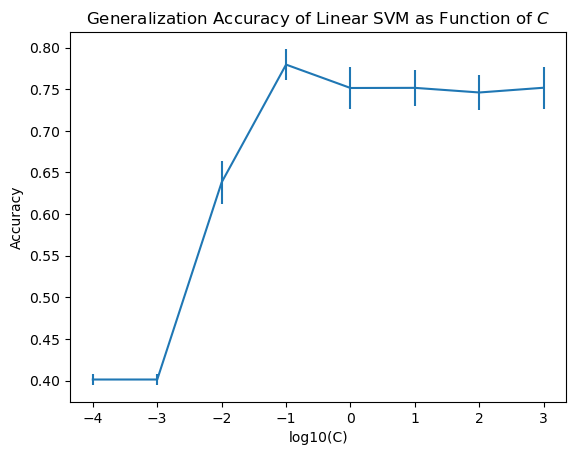 Generalization Accuracy of Linear SVM as Function of C
0.80
0.75
0.70
0.65
0.60
0.55
0.50
0.45
0.40
Accuracy
−4 −3 −2 −1 0 1 2 3
log10(C)